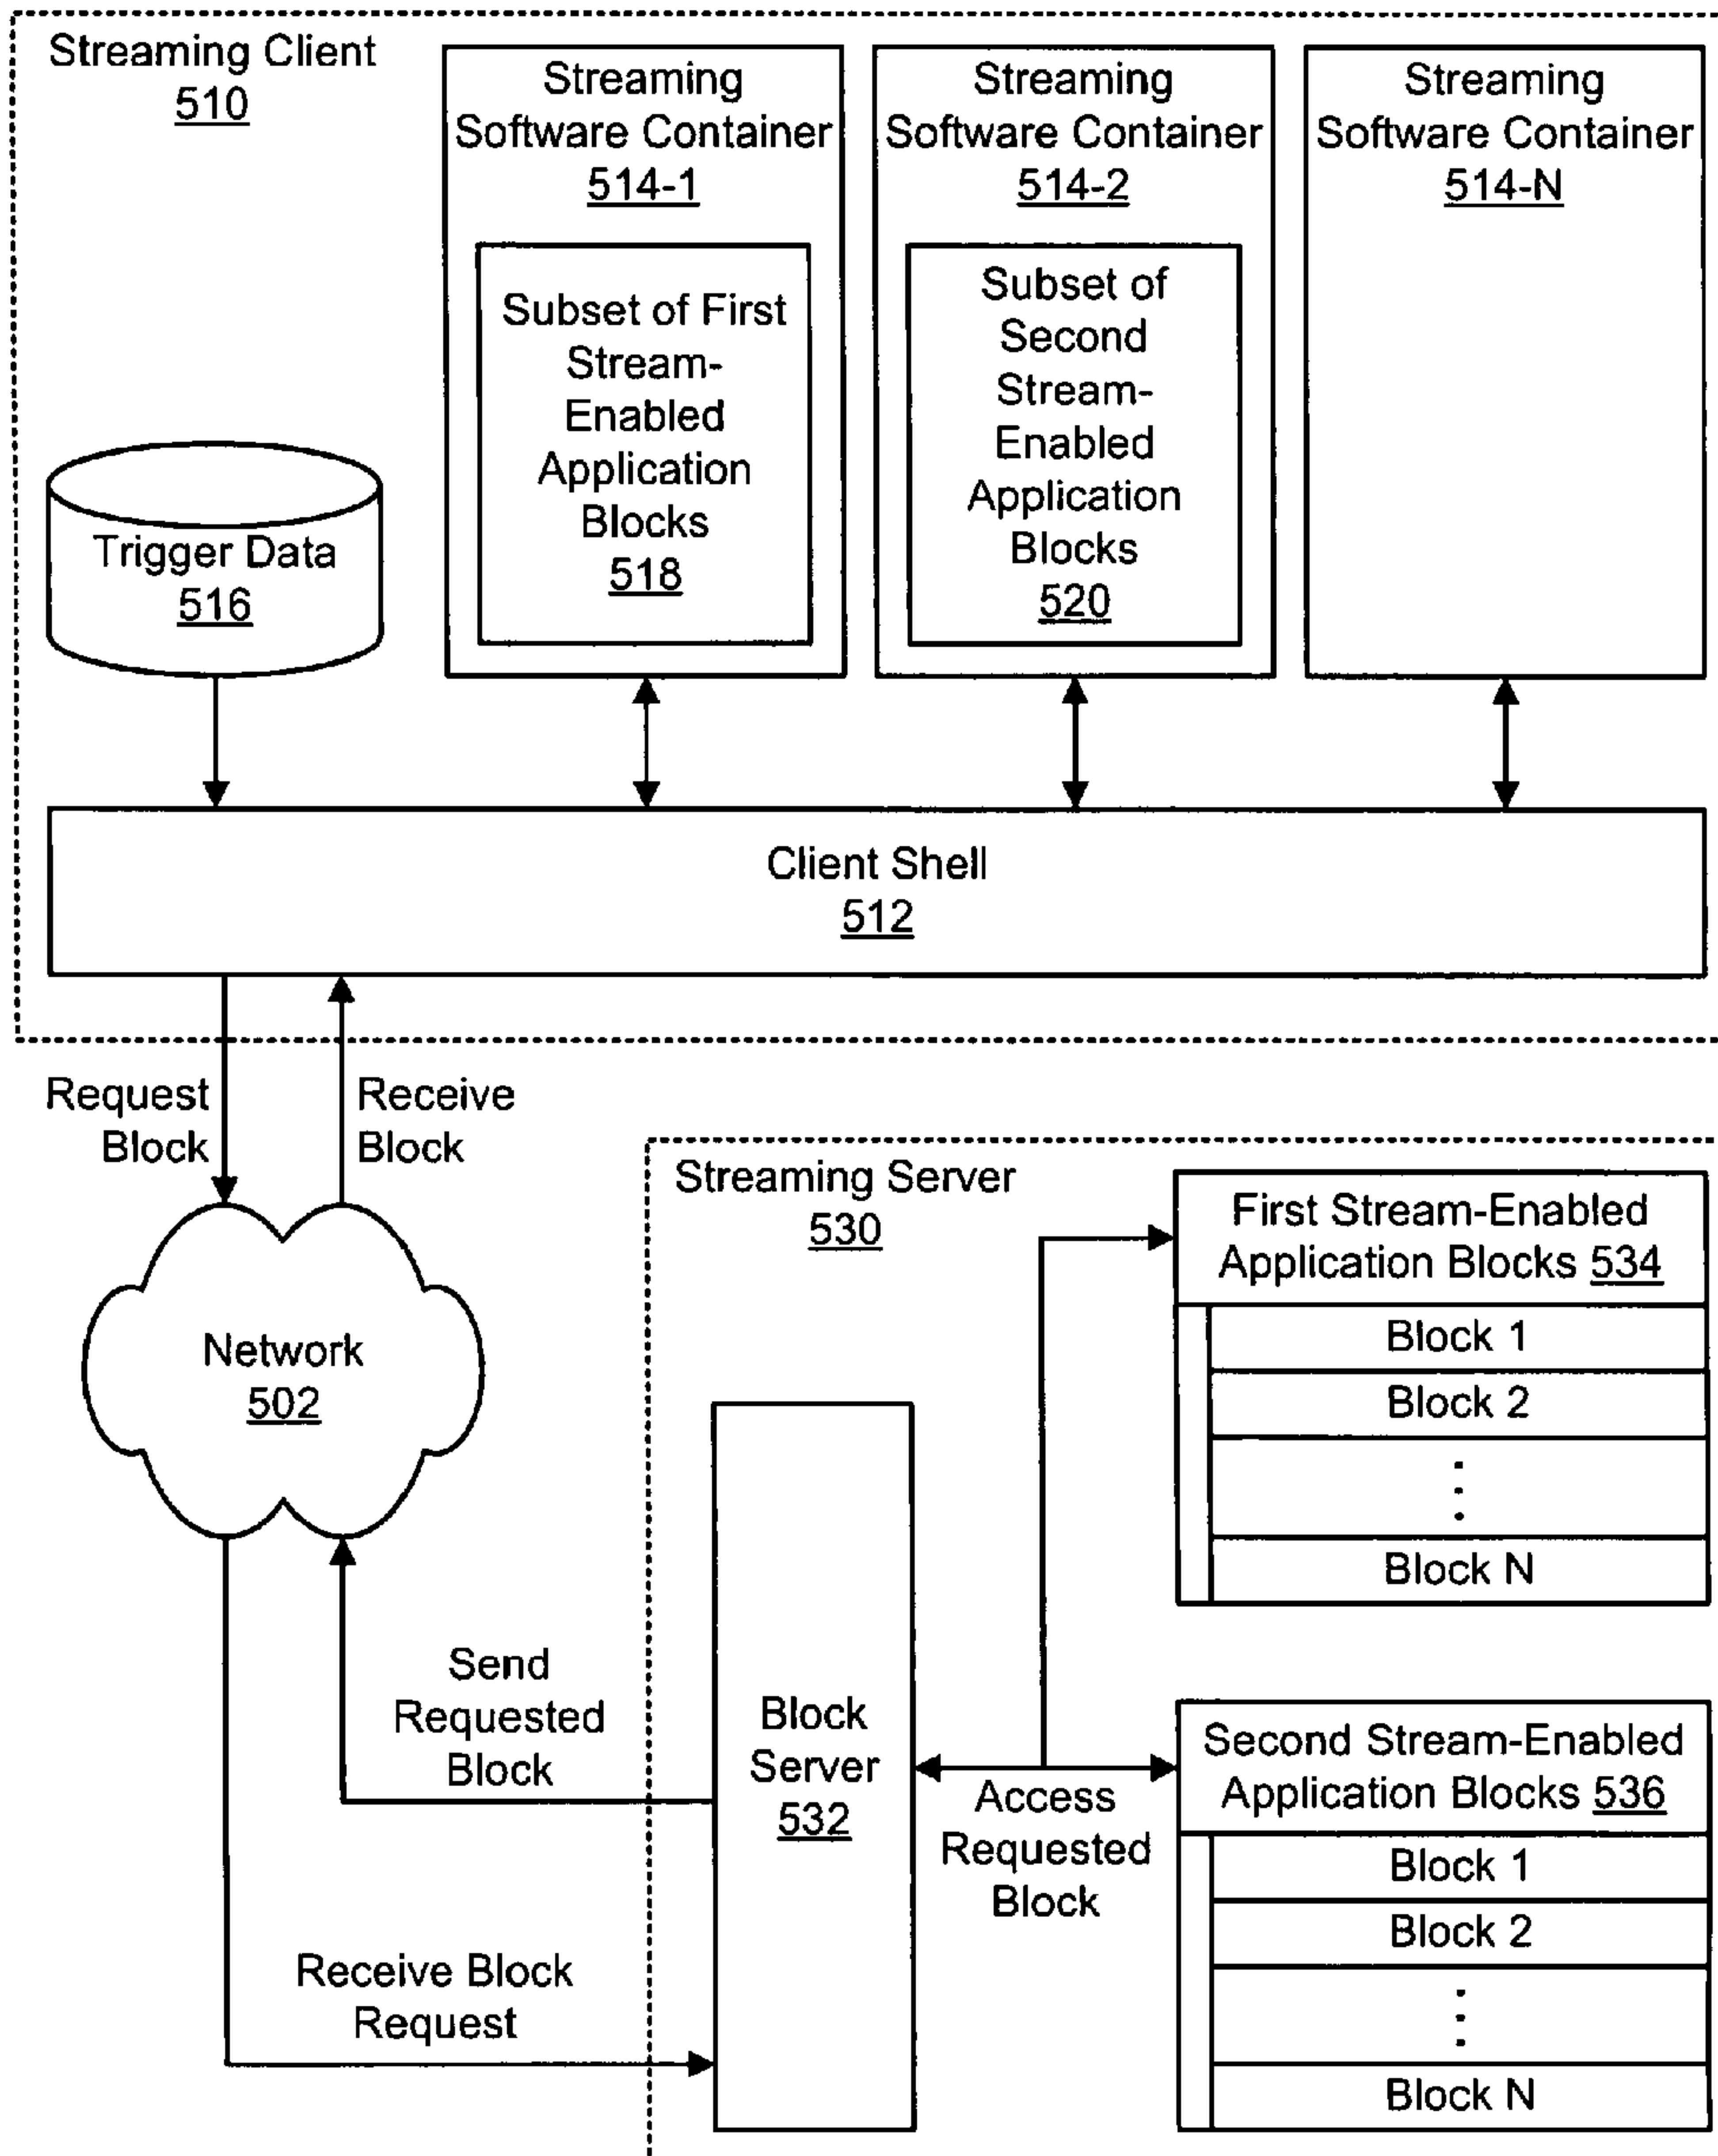 Streaming Client
510
Streaming
Software Container
514-1
Subset of First
Stream-
Enabled
Application
Blocks
518
Streaming
Software Container
514-2
Subset of
Second
Stream-
Enabled
Application
Blocks
520
Streaming
Software Container
514-N
Trigger Data
516
Client Shell
512
Request
Block
Receive
Block
Network
502
Streaming Server
530
First Stream-Enabled
Application Blocks 534
Block 1
Block 2
Block N
Send
Requested
Block
Block
Server
532
Access
Requested
Block
Second Stream-Enabled
Application Blocks 536
Block 1
Block 2
Block N
Receive Block
Request